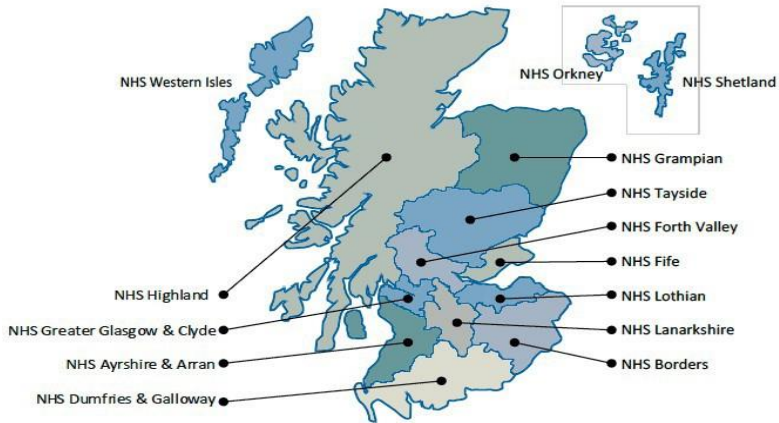 NHS Western Isles
NHS Orkney
NHS Shetland
NHS Grampian
NHS Tayside
NHS Forth Valley
NHS Fife
NHS Highland
NHS Lothian
NHS Greater Glasgow & Clyde
NHS Lanarkshire
NHS Ayrshire & Arran
NHS Borders
NHS Dumfries & Galloway